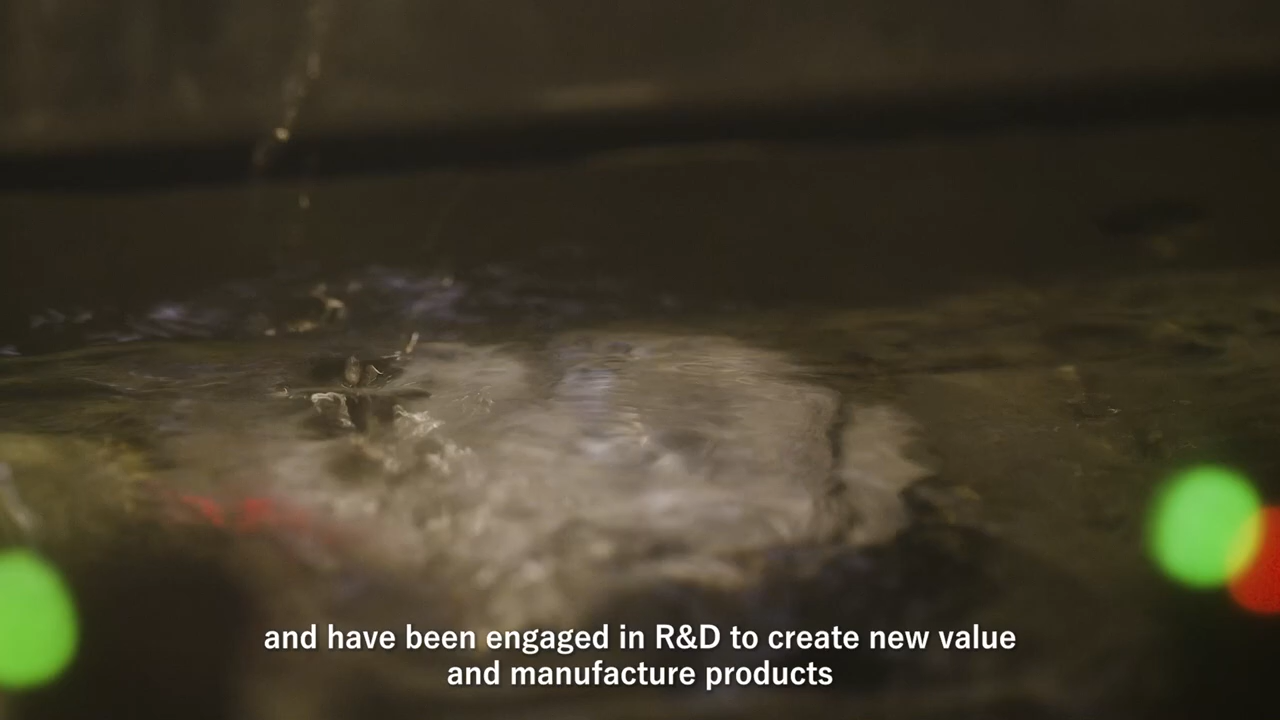 and have been engaged in R&D to create new value
and manufacture products